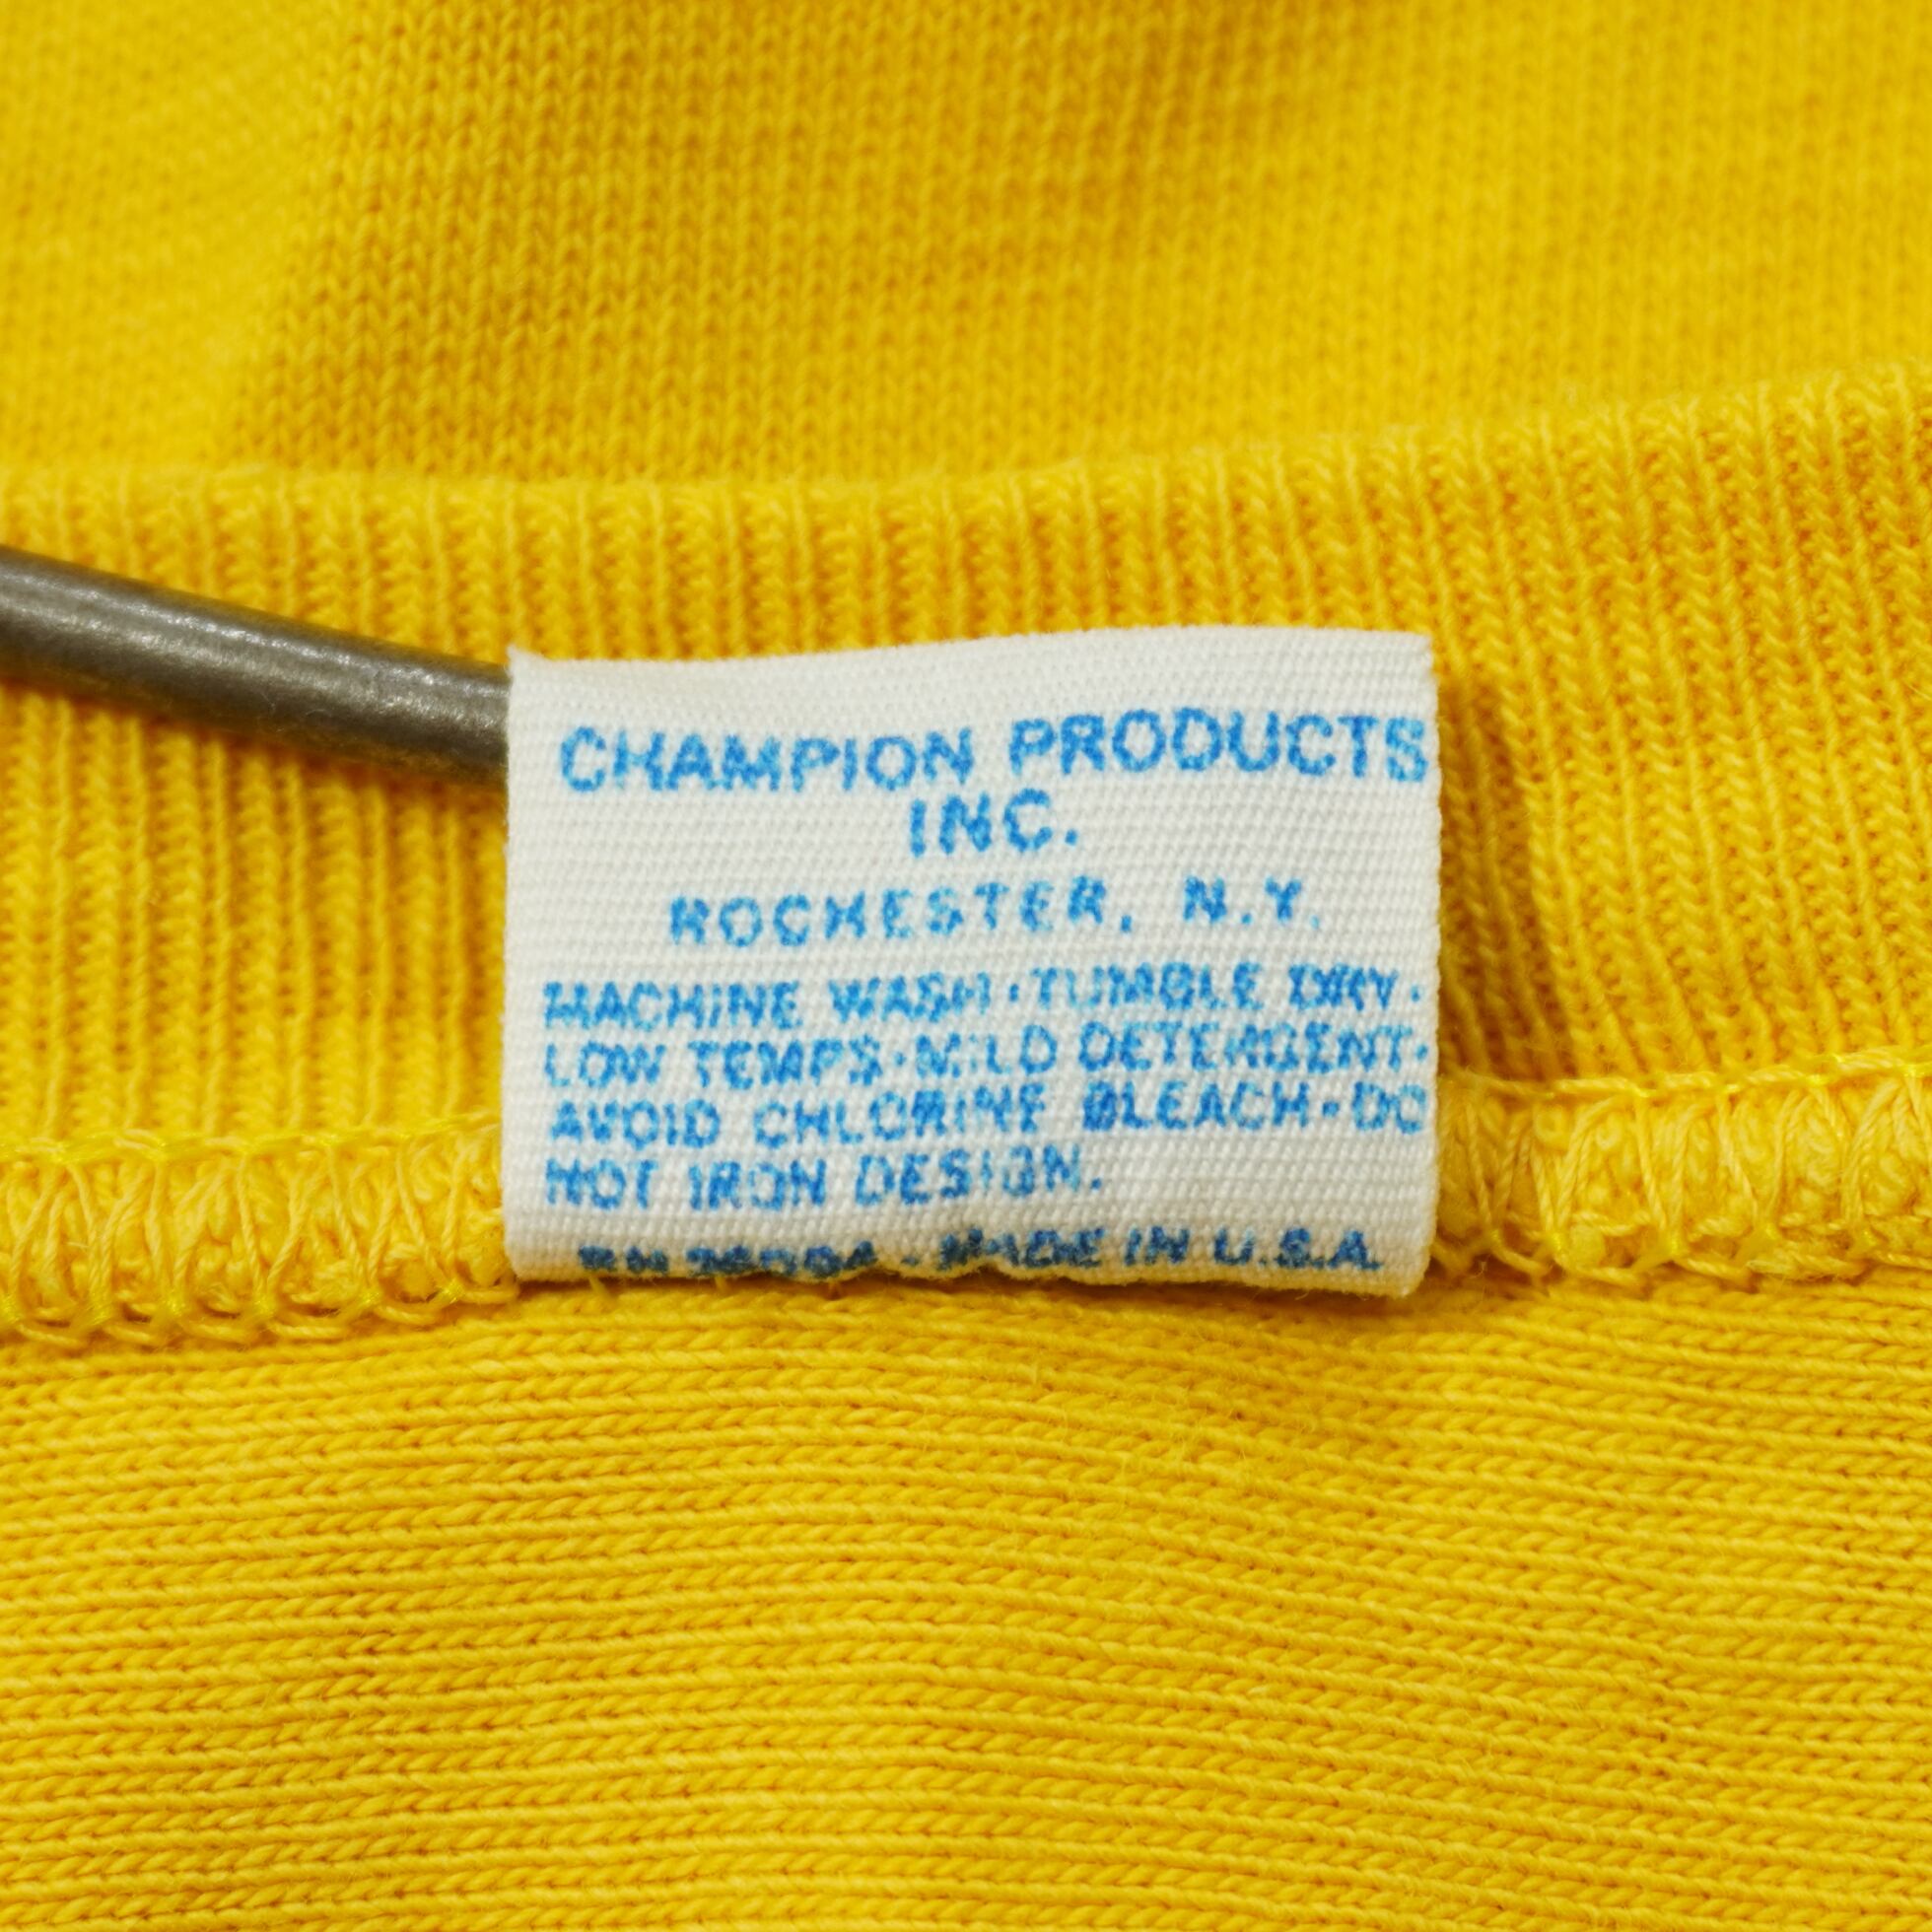 CHAMPION PRODUCTS
INC.
ROCHESTER, N.Y.
MACHINE WASH·TUMBLE DRY·
LOW TEMPS·MILD DETERGENT·
AVOID CHLORINE BLEACH·DO
NOT IRON DESIGN.
RN - MADE IN U.S.A.